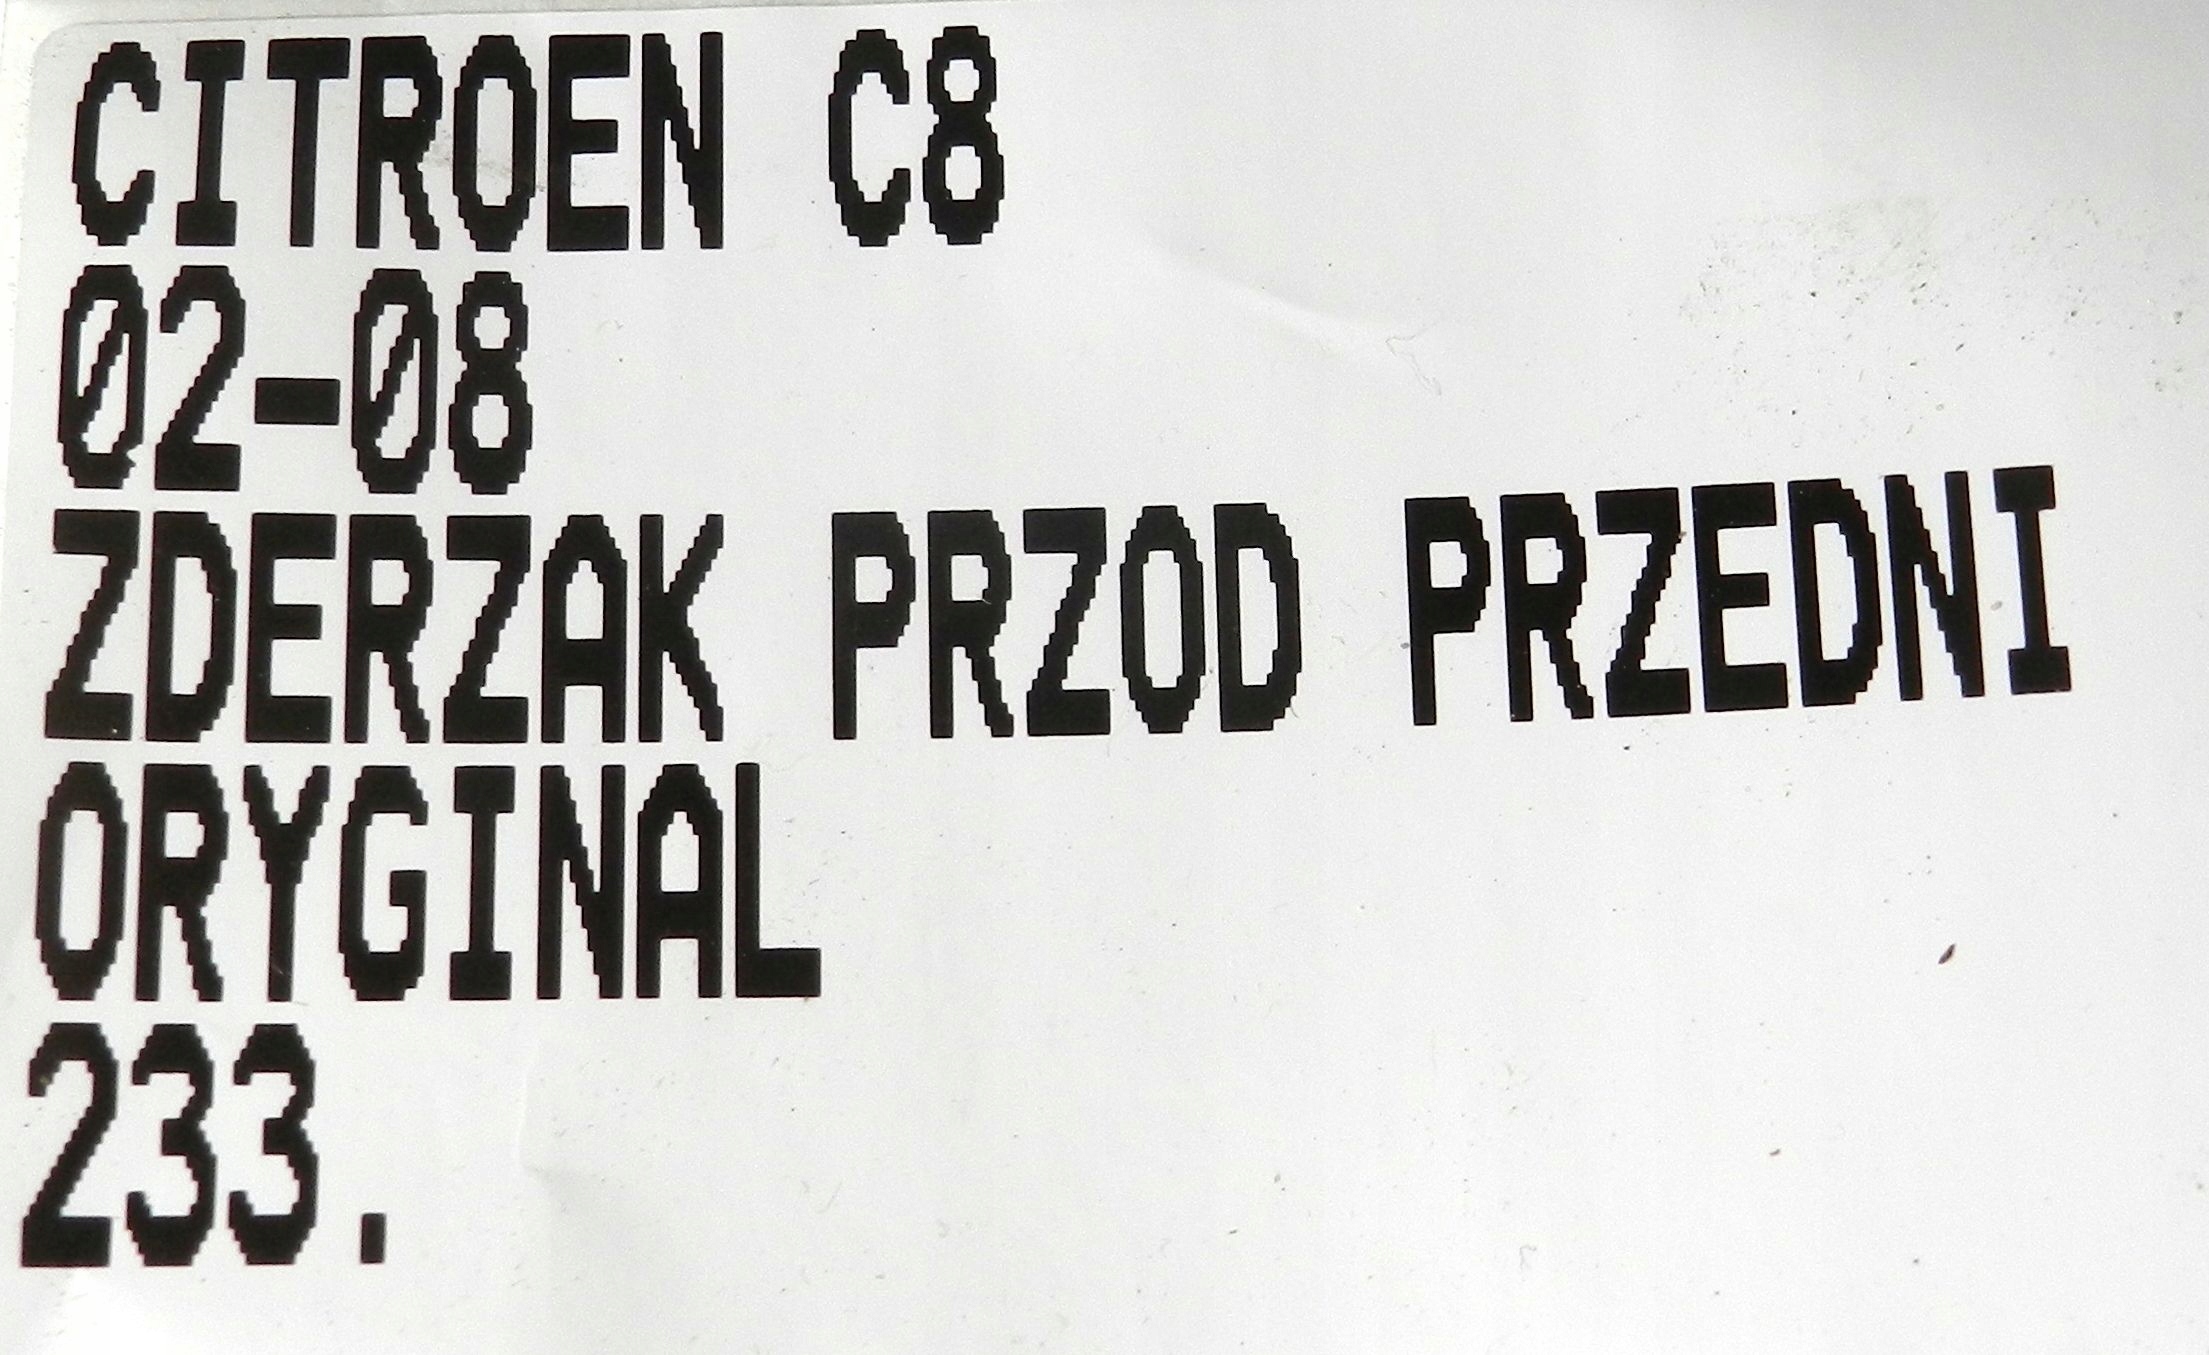 CITROEN C8
02-08
ZDERZAK PRZOD PRZEDNI
ORYGINAL
233.